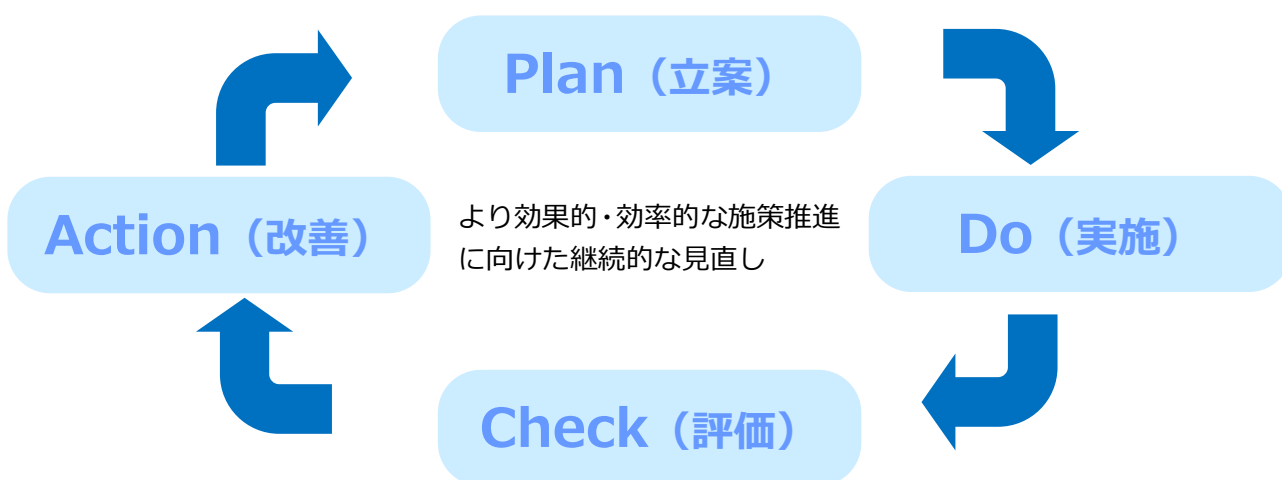 Plan（立案）
Action（改善）
より効果的・効率的な施策推進
に向けた継続的な見直し
Do（実施）
Check（評価）